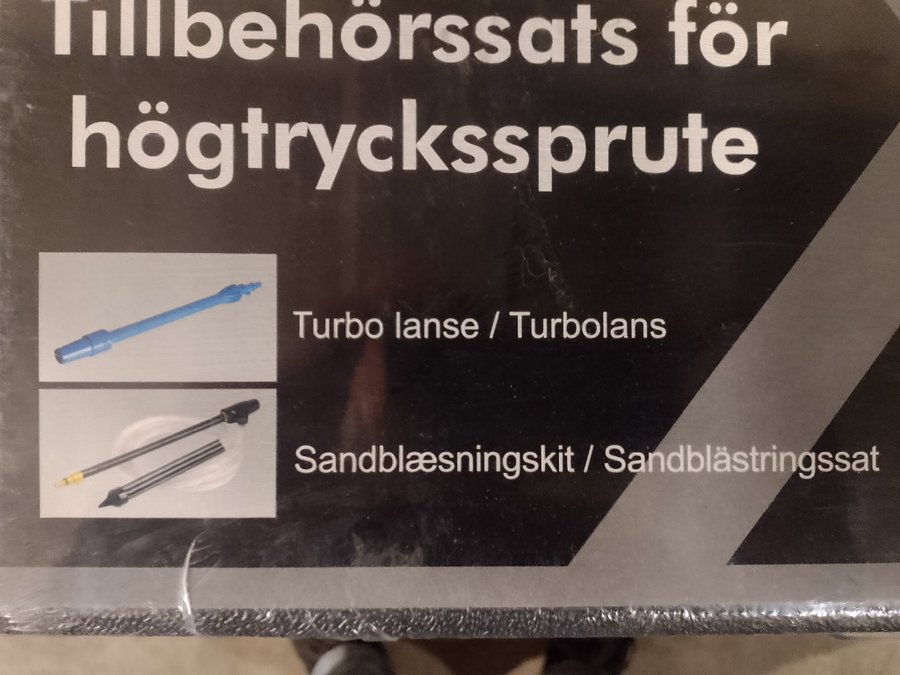 Tillbehörssats för
högtryckssprute
Turbo lanse / Turbolans
Sandblæsningskit / Sandblästringssat